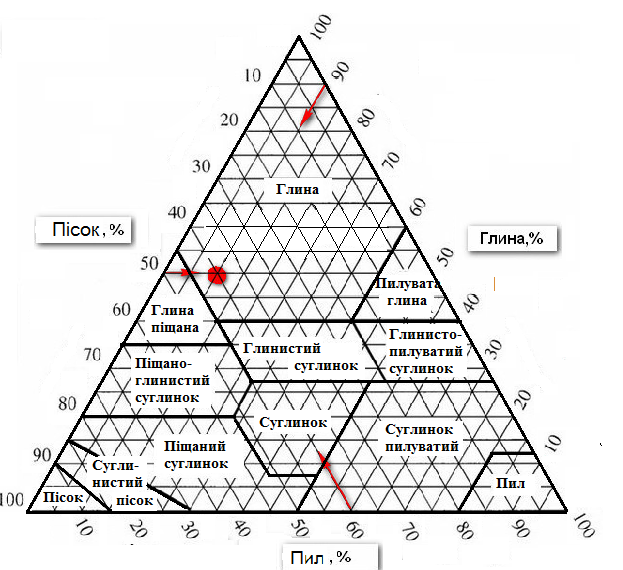 100
10
90
20
80
30
70
Глина
40
60
Пісок, %
Глина,%
50
50
Пилувата
глина
40
60
Глина
піщана
Глинисто-
пилуватий
суглинок
Глинистий
суглинок
30
70
Піщано-
глинистий
суглинок
20
80
Суглинок
Суглинок
пилуватий
10
90
Піщаний
суглинок
Сугли-
нистий
пісок
Пісок
Пил
100
10
20
30
40
50
60
70
80
90
100
Пил , %